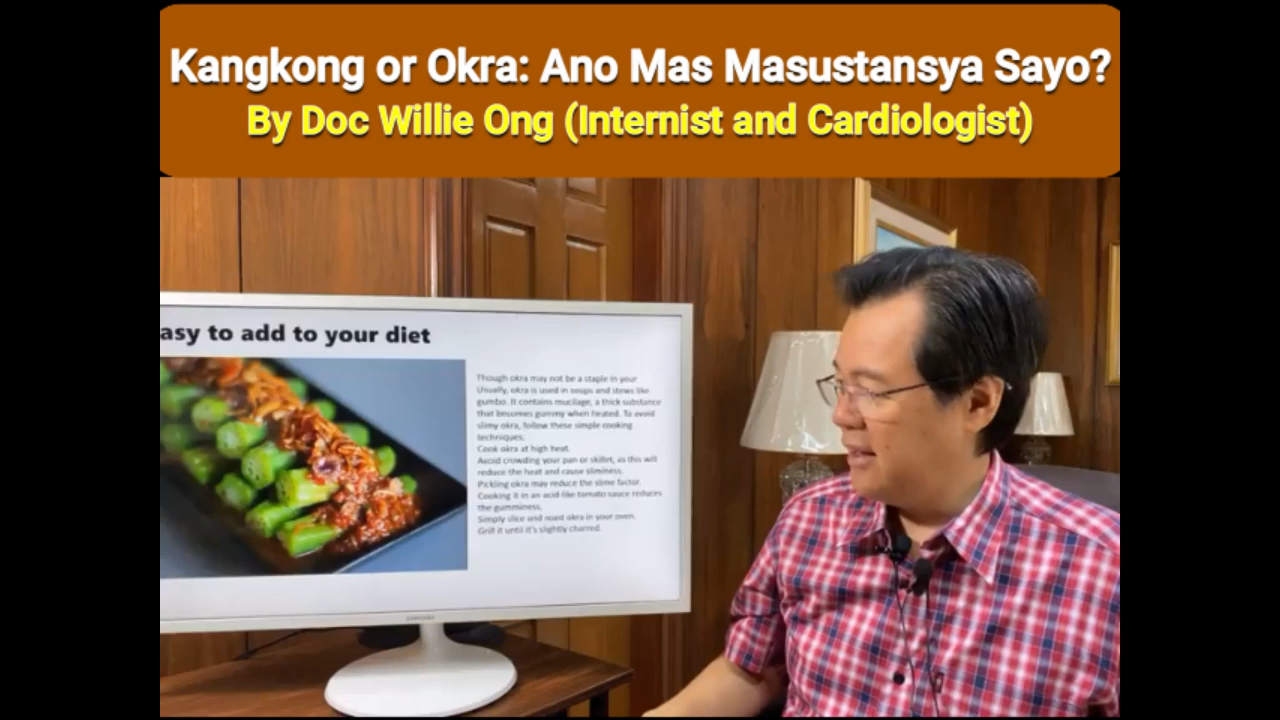 Kangkong or Okra: Ano Mas Masustansya Sayo?
By Doc Willie Ong (Internist and Cardiologist)
asy to add to your diet
Though okra may not be a staple in your
Usually, okra is used in soups and stews like
gumbo. It contains mucilage, a thick substance
that becomes gummy when heated. To avoid
slimy okra, follow these simple cooking
techniques:
Cook okra at high heat.
Avoid crowding your pan or skillet, as this will
reduce the heat and cause sliminess.
Pickling okra may reduce the slime factor.
Cooking it in an acid like tomato sauce reduces
the gumminess.
Simply slice and roast okra in your oven.
Grill it until it's slightly charred.
SAMSUNG